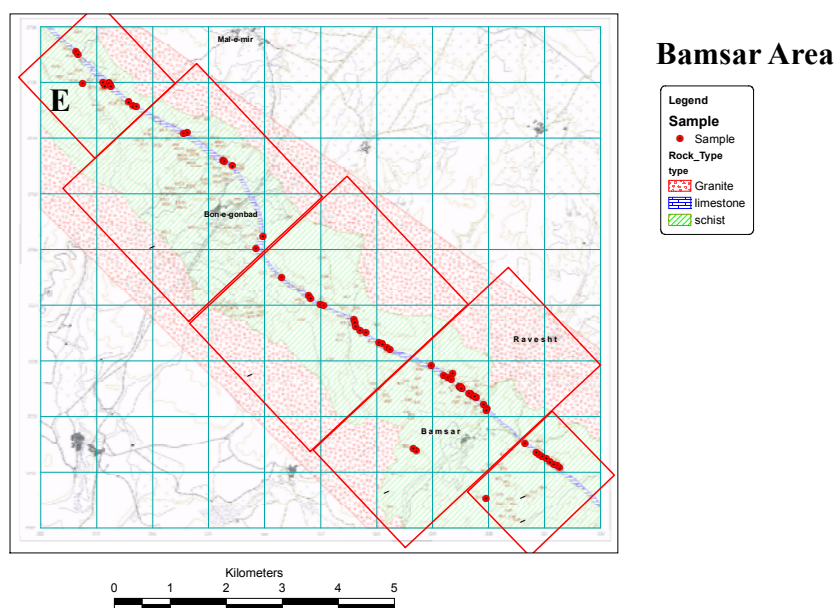 Mal-e-mir
Bamsar Area
E
Legend
Sample
Sample
Rock_Type
type
Granite
limestone
schist
Bon-e-gonbad
Ravesht
Bamsar
Kilometers
0 1 2 3 4 5